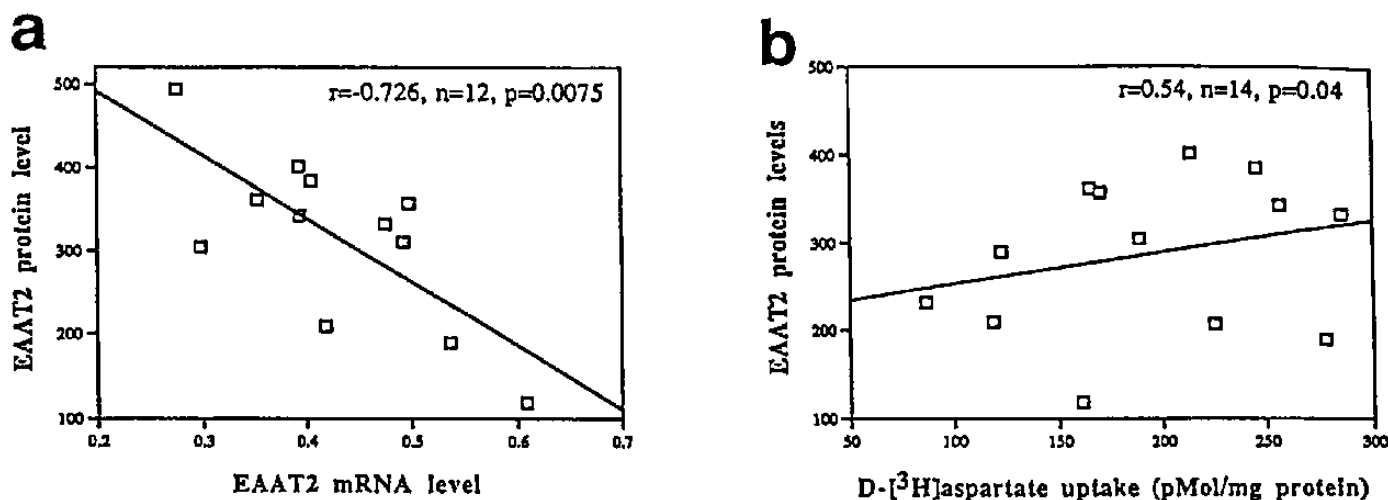 a
r=-0.726, n=12, p=0.0075
EAAT2 protein level
500
400
300
200
100
0.2 0.3 0.4 0.5 0.6 0.7
EAAT2 mRNA level
b
r=0.54, n=14, p=0.04
EAAT2 protein levels
500
400
300
200
100
50 100 150 200 250 300
D-[³H]aspartate uptake (pMol/mg protein)